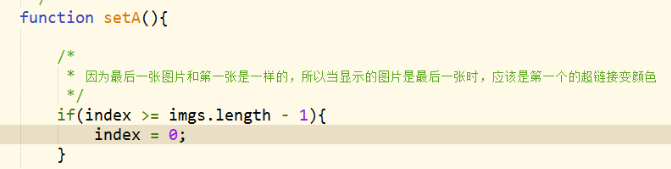 */
function setA(){
/*
* 因为最后一张图片和第一张是一样的，所以当显示的图片是最后一张时，应该是第一个的超链接变颜色
*/
if(index >= imgs.length - 1){
index = 0;
}